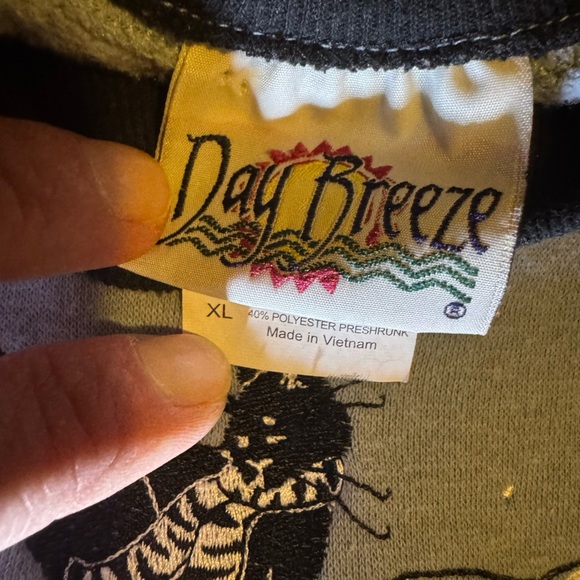 Day Breeze
®
XL
40% POLYESTER PRESHRUNK
Made in Vietnam